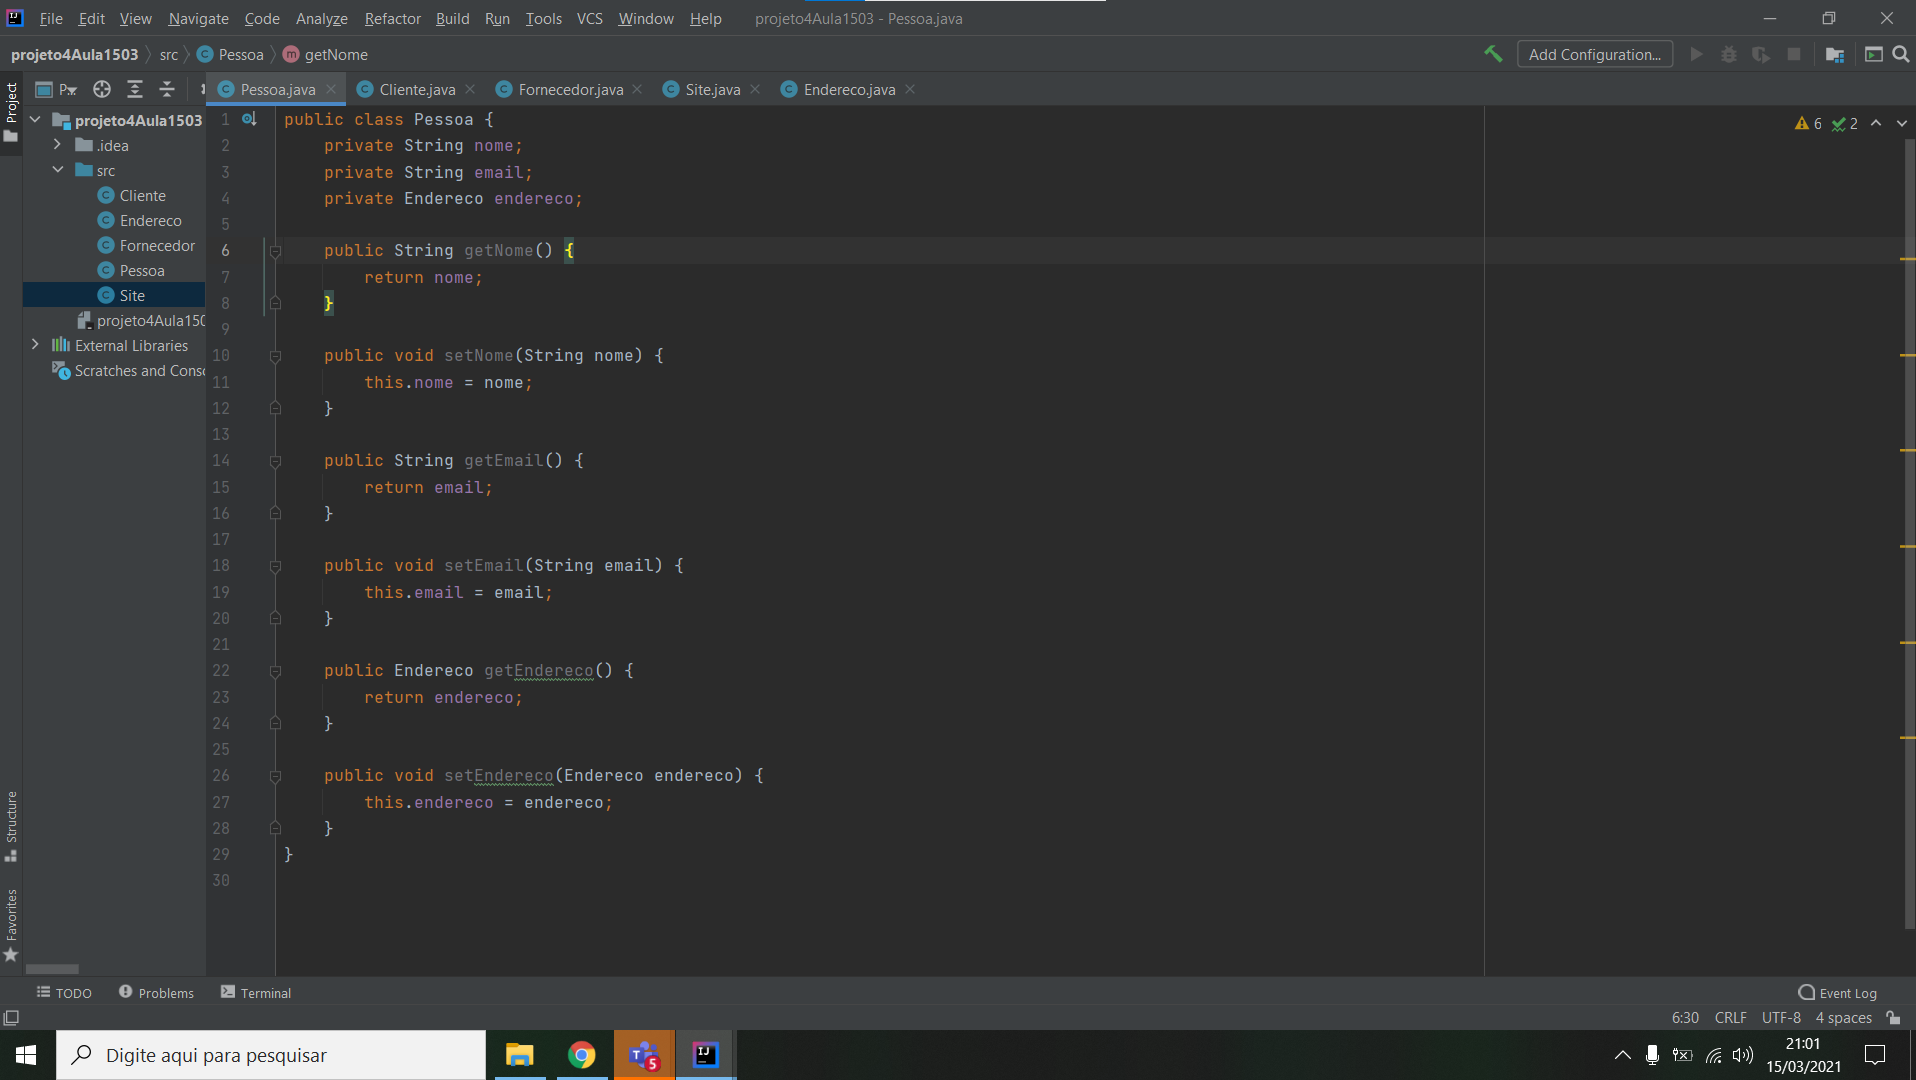 File Edit View Navigate Code Analyze Refactor Build Run Tools VCS Window Help projeto4Aula1503 - Pessoa.java
projeto4Aula1503 src Pessoa getNome Add Configuration...
Project
P
Pessoa.java Cliente.java Fornecedor.java Site.java Endereco.java
projeto4Aula1503
.idea
src
Cliente
Endereco
Fornecedor
Pessoa
Site
projeto4Aula150
External Libraries
Scratches and Conso
6 2
1 public class Pessoa {
2 private String nome;
3 private String email;
4 private Endereco endereco;
5
6 public String getNome() {
7 return nome;
8 }
9
10 public void setNome(String nome) {
11 this.nome = nome;
12 }
13
14 public String getEmail() {
15 return email;
16 }
17
18 public void setEmail(String email) {
19 this.email = email;
20 }
21
22 public Endereco getEndereco() {
23 return endereco;
24 }
25
26 public void setEndereco(Endereco endereco) {
27 this.endereco = endereco;
28 }
29 }
30
Structure
Favorites
TODO Problems Terminal Event Log
6:30 CRLF UTF-8 4 spaces
Digite aqui para pesquisar
21:01
15/03/2021